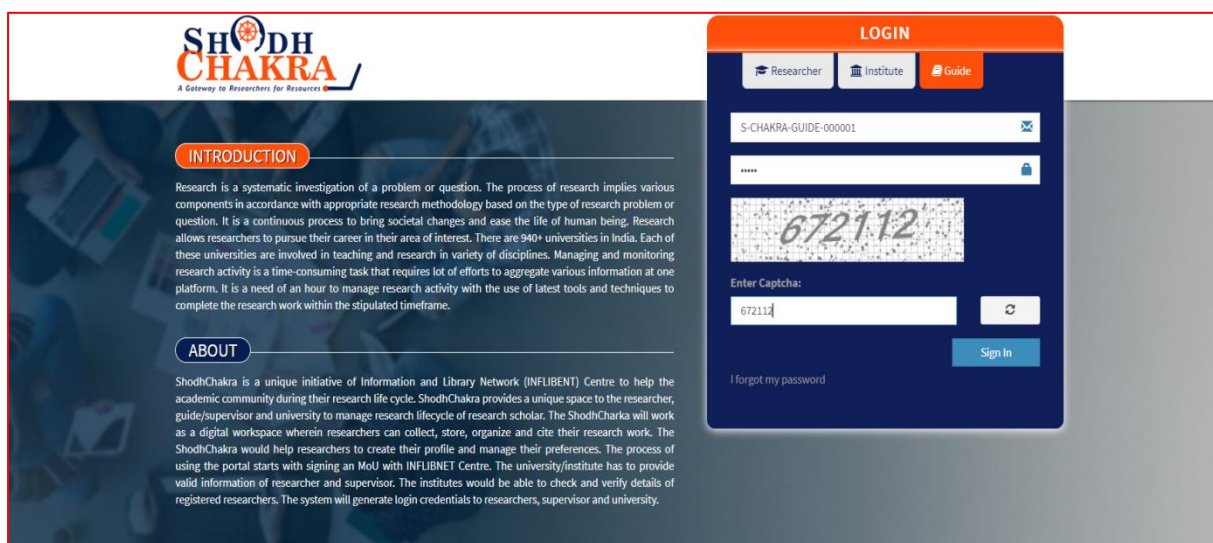 SHODH
CHAKRA
A Gateway to Researchers for Resources
INTRODUCTION
Research is a systematic investigation of a problem or question. The process of research implies various
components in accordance with appropriate research methodology based on the type of research problem or
question. It is a continuous process to bring societal changes and ease the life of human being. Research
allows researchers to pursue their career in their area of interest. There are 940+ universities in India. Each of
these universities are involved in teaching and research in variety of disciplines. Managing and monitoring
research activity is a time-consuming task that requires lot of efforts to aggregate various information at one
platform. It is a need of an hour to manage research activity with the use of latest tools and techniques to
complete the research work within the stipulated timeframe.
ABOUT
ShodhChakra is a unique initiative of Information and Library Network (INFLIBENT) Centre to help the
academic community during their research life cycle. ShodhChakra provides a unique space to the researcher,
guide/supervisor and university to manage research lifecycle of research scholar. The ShodhCharka will work
as a digital workspace wherein researchers can collect, store, organize and cite their research work. The
ShodhChakra would help researchers to create their profile and manage their preferences. The process of
using the portal starts with signing an MoU with INFLIBNET Centre. The university/institute has to provide
valid information of researcher and supervisor. The institutes would be able to check and verify details of
registered researchers. The system will generate login credentials to researchers, supervisor and university.
LOGIN
Researcher Institute Guide
S-CHAKRA-GUIDE-000001
•••••
672112
Enter Captcha:
672112
Sign In
I forgot my password